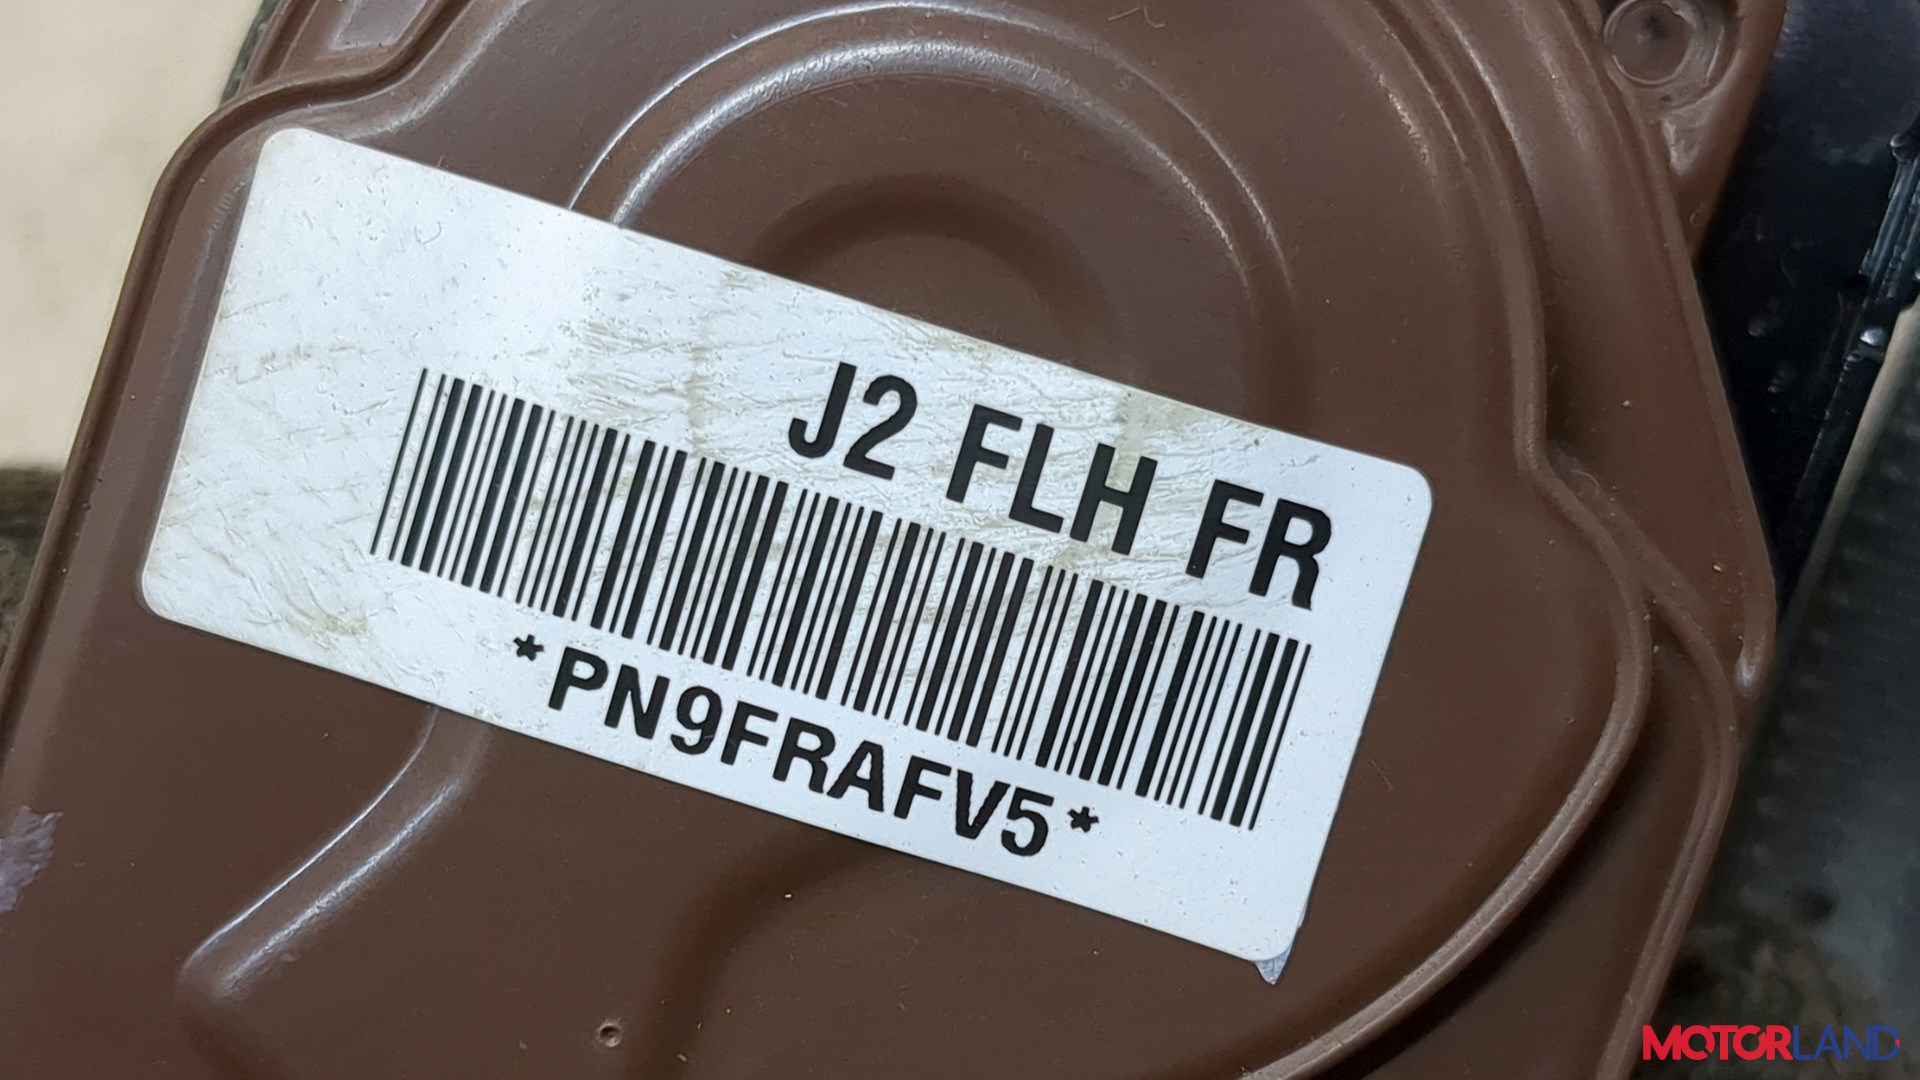 J2 FLH FR
*PN9FRAFV5*
MOTORLAND